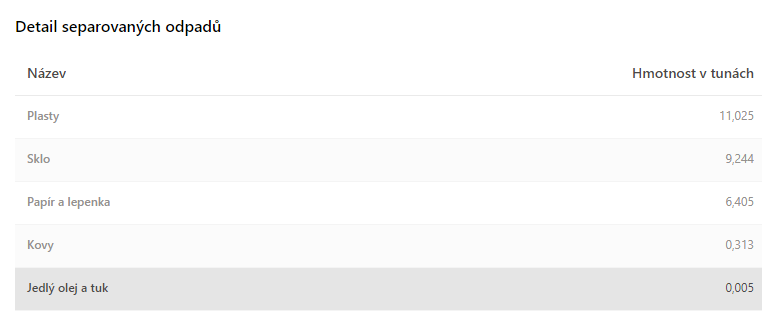 Detail separovaných odpadů
Název Hmotnost v tunách
Plasty 11,025
Sklo 9,244
Papír a lepenka 6,405
Kovy 0,313
Jedlý olej a tuk 0,005